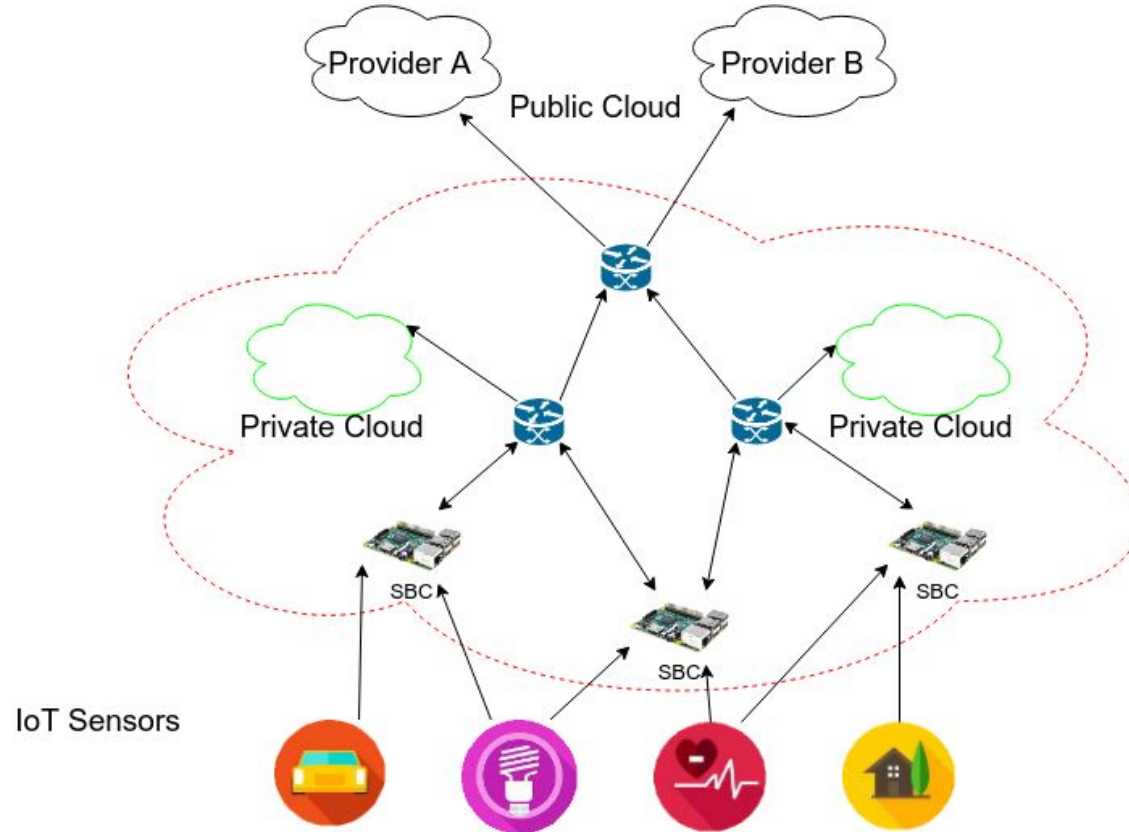 Provider A
Provider B
Public Cloud
Private Cloud
Private Cloud
SBC
SBC
SBC
IoT Sensors